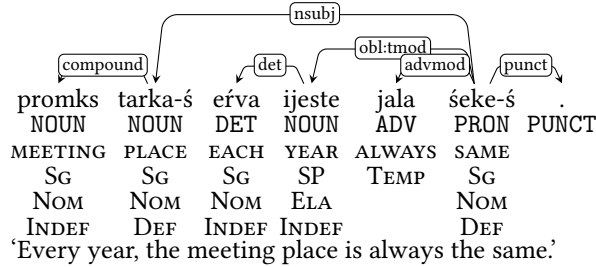 nsubj
obl:tmod
compound det advmod punct
promks tarka-ś eŕva ijeste jala śeke-ś .
NOUN NOUN DET NOUN ADV PRON PUNCT
MEETING PLACE EACH YEAR ALWAYS SAME
SG SG SG SP TEMP SG
NOM NOM NOM ELA NOM
INDEF DEF INDEF INDEF DEF
‘Every year, the meeting place is always the same.’